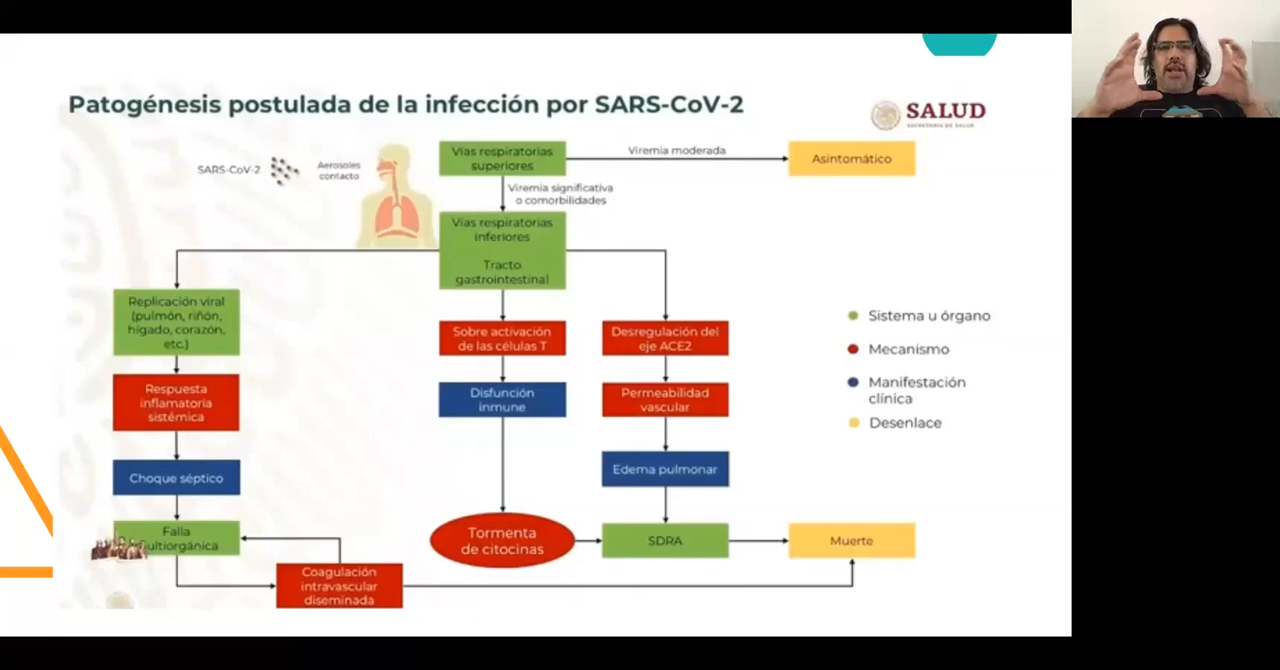 Patogénesis postulada de la infección por SARS-CoV-2
SALUD
SECRETARÍA DE SALUD
SARS-CoV-2
Aerosoles
contacto
Vías respiratorias
superiores
Viremia moderada
Asintomático
Viremia significativa
o comorbilidades
Vías respiratorias
inferiores
Tracto
gastrointestinal
Replicación viral
(pulmón, riñón,
hígado, corazón,
etc.)
Sobre activación
de las células T
Desregulación del
eje ACE2
Respuesta
inflamatoria
sistémica
Disfunción
inmune
Permeabilidad
vascular
Choque séptico
Edema pulmonar
Falla
ultiorgánica
Tormenta
de citocinas
SDRA
Muerte
Coagulación
intravascular
diseminada
Sistema u órgano
Mecanismo
Manifestación
clínica
Desenlace